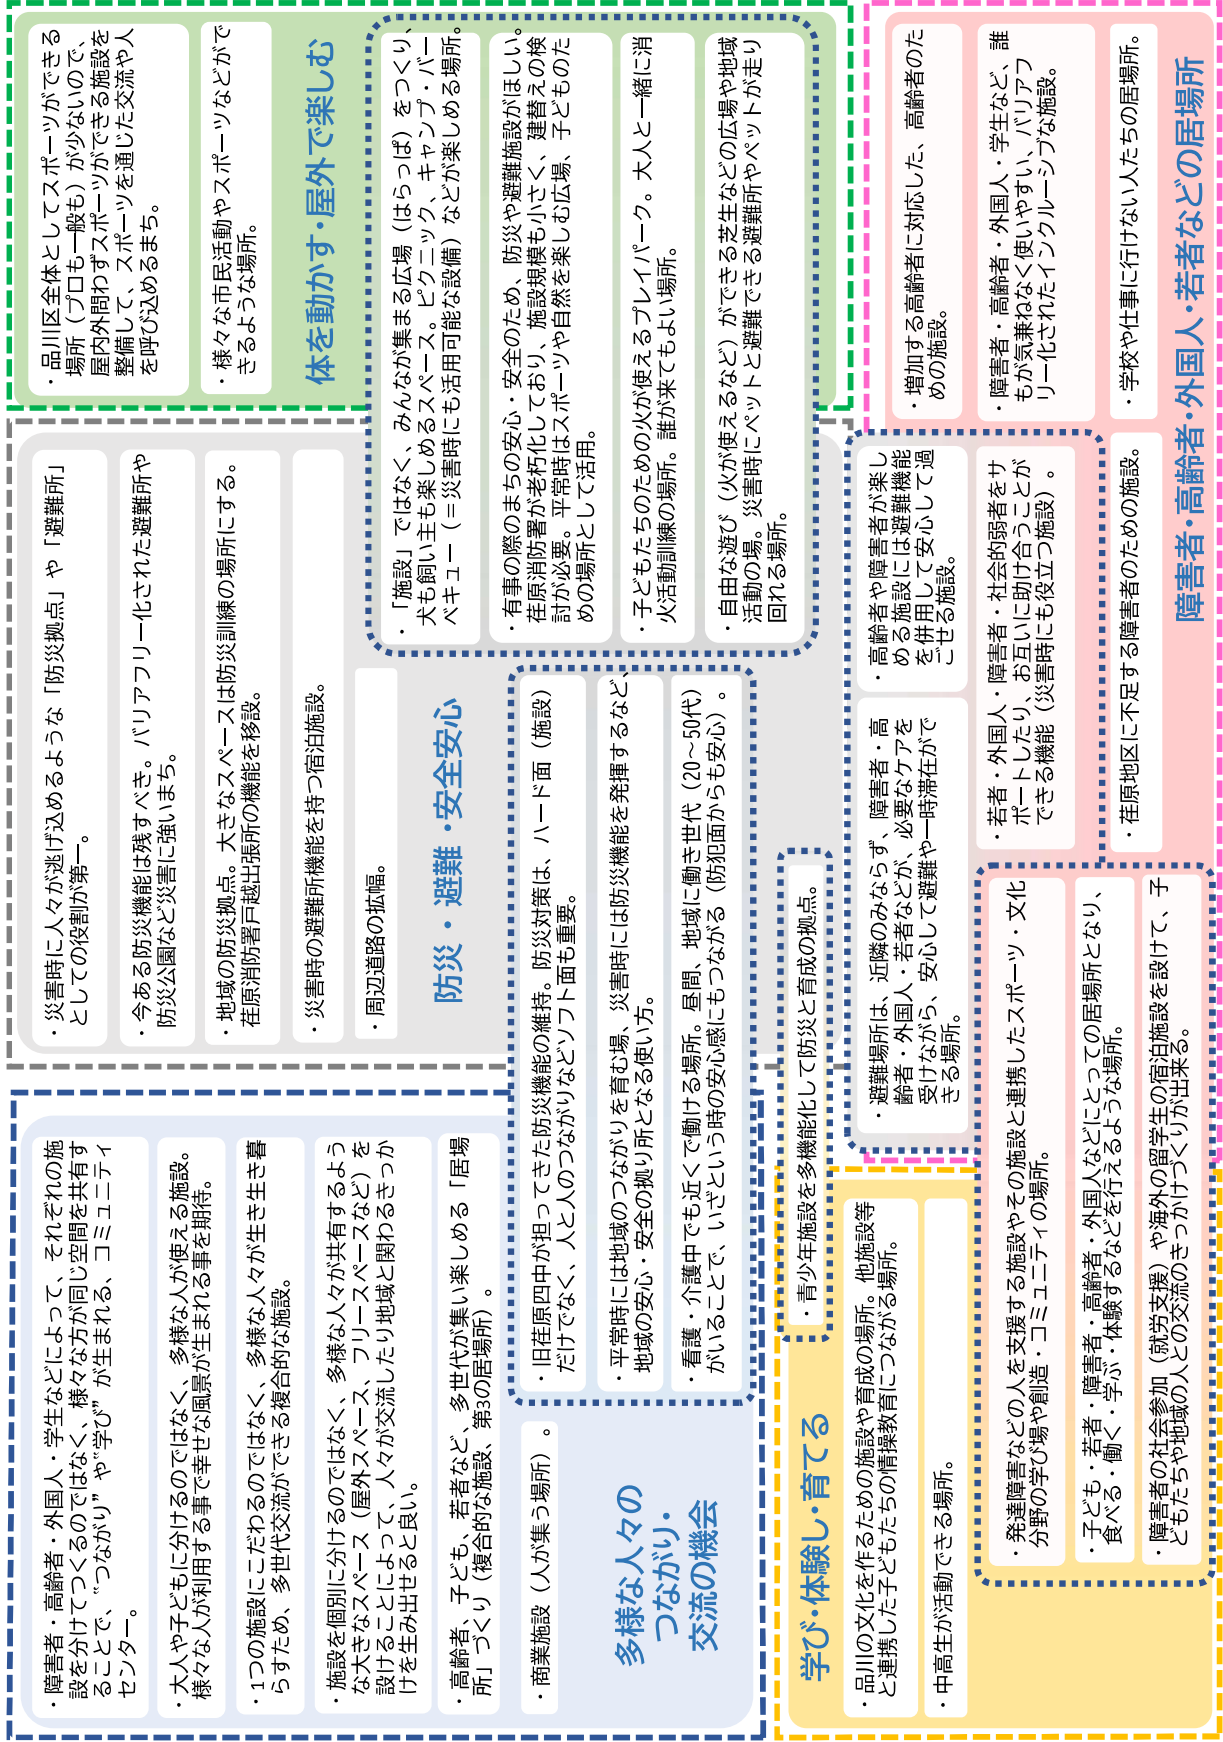 ・障害者・高齢者・外国人・学生などによって、それぞれの施
設を分けてつくるのではなく、様々な方が同じ空間を共有す
ることで、“つながり”や“学び”が生まれる、コミュニティ
センター。
・大人や子どもに分けるのではなく、多様な人が使える施設。
様々な人が利用する事で幸せな風景が生まれる事を期待。
・1つの施設にこだわるのではなく、多様な人々が生き生き暮
らすため、多世代交流ができる複合的な施設。
・施設を個別に分けるのではなく、多様な人々が共有するよう
な大きなスペース（屋外スペース、フリースペースなど）を
設けることによって、人々が交流したり地域と関わるきっか
けを生み出せると良い。
・高齢者、子ども、若者など、多世代が集い楽しめる「居場
所」づくり（複合的な施設、第3の居場所）。
・商業施設（人が集う場所）。
多様な人々の
つながり・
交流の機会
・災害時に人々が逃げ込めるような「防災拠点」や「避難所」
としての役割が第一。
・今ある防災機能は残すべき。バリアフリー化された避難所や
防災公園など災害に強いまち。
・地域の防災拠点。大きなスペースは防災訓練の場所にする。
荏原消防署戸越出張所の機能を移設。
・災害時の避難所機能を持つ宿泊施設。
・周辺道路の拡幅。
防災・避難・安全安心
・旧荏原四中が担ってきた防災機能の維持。防災対策は、ハード面（施設）
だけでなく、人と人のつながりなどソフト面も重要。
・平常時には地域のつながりを育む場、災害時には防災機能を発揮するなど、
地域の安心・安全の拠り所となる使い方。
・看護・介護中でも近くで働ける場所。昼間、地域に働き世代（20～50代）
がいることで、いざという時の安心感にもつながる（防犯面からも安心）。
・品川区全体としてスポーツができる
場所（プロも一般も）が少ないので、
屋内外問わずスポーツができる施設を
整備して、スポーツを通じた交流や人
を呼び込めるまち。
・様々な市民活動やスポーツなどがで
きるような場所。
体を動かす・屋外で楽しむ
・「施設」ではなく、みんなが集まる広場（はらっぱ）をつくり、
犬も飼い主も楽しめるスペース。ピクニック、キャンプ・バー
ベキュー（＝災害時にも活用可能な設備）などが楽しめる場所。
・有事の際のまちの安心・安全のため、防災や避難施設がほしい。
荏原消防署が老朽化しており、施設規模も小さく、建替えの検
討が必要。平常時はスポーツや自然を楽しむ広場、子どものた
めの場所として活用。
・子どもたちのための火が使えるプレイパーク。大人と一緒に消
火活動訓練の場所。誰が来てもよい場所。
・自由な遊び（火が使えるなど）ができる芝生などの広場や地域
活動の場。災害時にペットと避難できる避難所やペットが走り
回れる場所。
学び・体験し・育てる
・青少年施設を多機能化して防災と育成の拠点。
・品川の文化を作るための施設や育成の場所。他施設等
と連携した子どもたちの情操教育につながる場所。
・中高生が活動できる場所。
・発達障害などの人を支援する施設やその施設と連携したスポーツ・文化
分野の学び場や創造・コミュニティの場所。
・子ども・若者・障害者・高齢者・外国人などにとっての居場所となり、
食べる・働く・学ぶ・体験するなどを行えるような場所。
・障害者の社会参加（就労支援）や海外の留学生の宿泊施設を設けて、子
どもたちや地域の人との交流のきっかけづくりが出来る。
・避難場所は、近隣のみならず、障害者・高
齢者・外国人・若者などが、必要なケアを
受けながら、安心して避難や一時滞在がで
きる場所。
・高齢者や障害者が楽し
める施設には避難機能
を併用して安心して過
ごせる施設。
・若者・外国人・障害者・社会的弱者をサ
ポートしたり、お互いに助け合うことが
できる機能（災害時にも役立つ施設）。
・荏原地区に不足する障害者のための施設。
・増加する高齢者に対応した、高齢者のた
めの施設。
・障害者・高齢者・外国人・学生など、誰
もが気兼ねなく使いやすい、バリアフ
リー化されたインクルーシブな施設。
・学校や仕事に行けない人たちの居場所。
障害者・高齢者・外国人・若者などの居場所